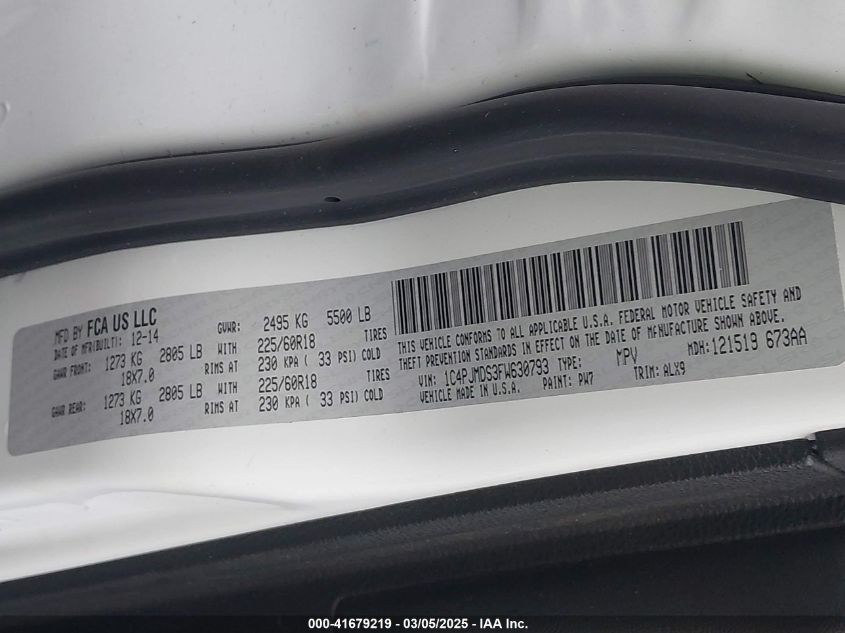 MFD BY FCA US LLC
DATE OF MFR(BUILT): 12-14 GVWR: 2495 KG 5500 LB
GAWR FRONT: 1273 KG 2805 LB WITH 225/60R18 TIRES
18X7.0 RIMS AT 230 KPA ( 33 PSI) COLD
GAWR REAR: 1273 KG 2805 LB WITH 225/60R18 TIRES
18X7.0 RIMS AT 230 KPA ( 33 PSI) COLD
THIS VEHICLE CONFORMS TO ALL APPLICABLE U.S.A. FEDERAL MOTOR VEHICLE SAFETY AND
THEFT PREVENTION STANDARDS IN EFFECT ON THE DATE OF MANUFACTURE SHOWN ABOVE.
VIN: 1C4PJMDS3FW630793 TYPE: MPV MDH: 121519 673AA
VEHICLE MADE IN U.S.A. PAINT: PW7 TRIM: ALX9
000-41679219 - 03/05/2025 - IAA Inc.